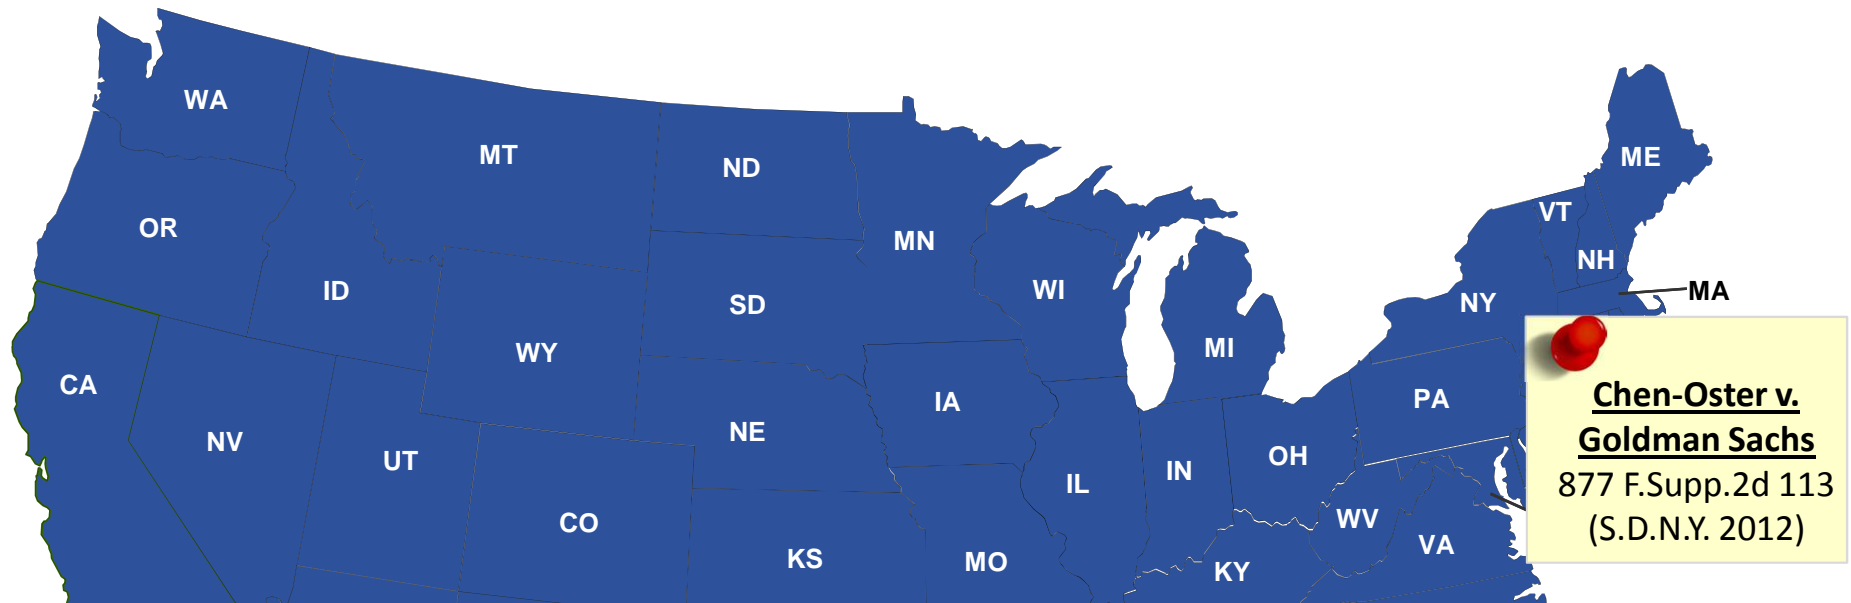 WA
MT
ND
ME
OR
VT
MN
NH
ID
WI
MA
SD
NY
WY
MI
CA
PA
IA
Chen-Oster v.
NV
NE
Goldman Sachs
UT
OH
IN
IL
877 F.Supp.2d 113
CO
WV
(S.D.N.Y. 2012)
VA
KS
MO
KY